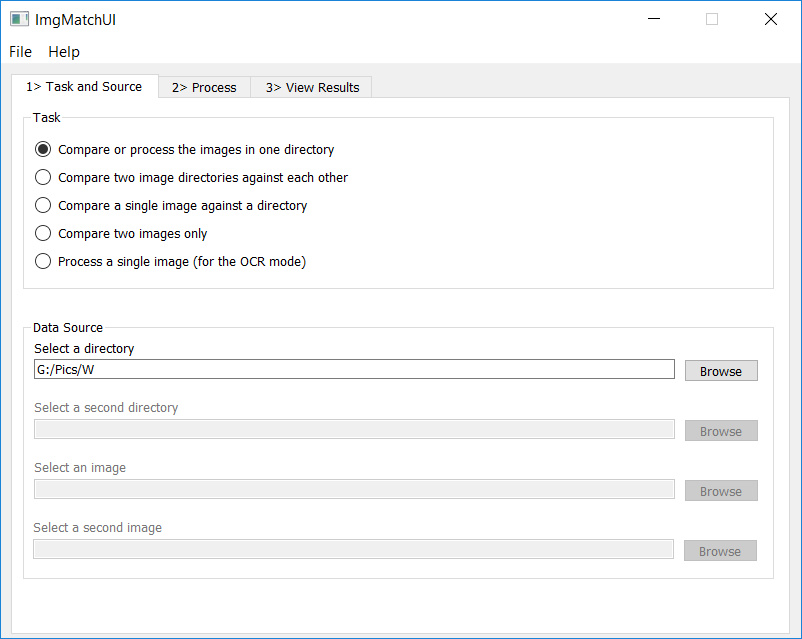 ImgMatchUI
File Help
1> Task and Source 2> Process 3> View Results
Task
Compare or process the images in one directory
Compare two image directories against each other
Compare a single image against a directory
Compare two images only
Process a single image (for the OCR mode)
Data Source
Select a directory
G:/Pics/W Browse
Select a second directory
Browse
Select an image
Browse
Select a second image
Browse